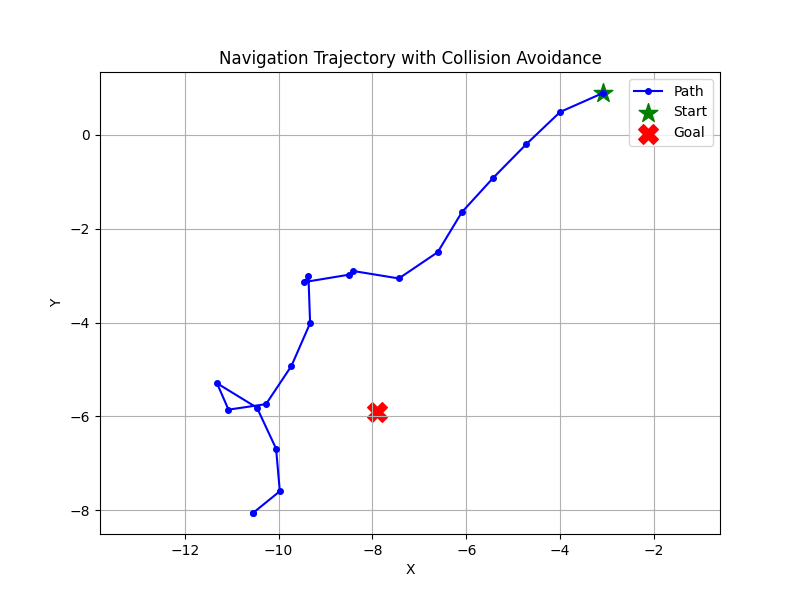 Navigation Trajectory with Collision Avoidance
Path
Start
Goal
0
−2
−4
−6
−8
Y
−12
−10
−8
−6
−4
−2
X